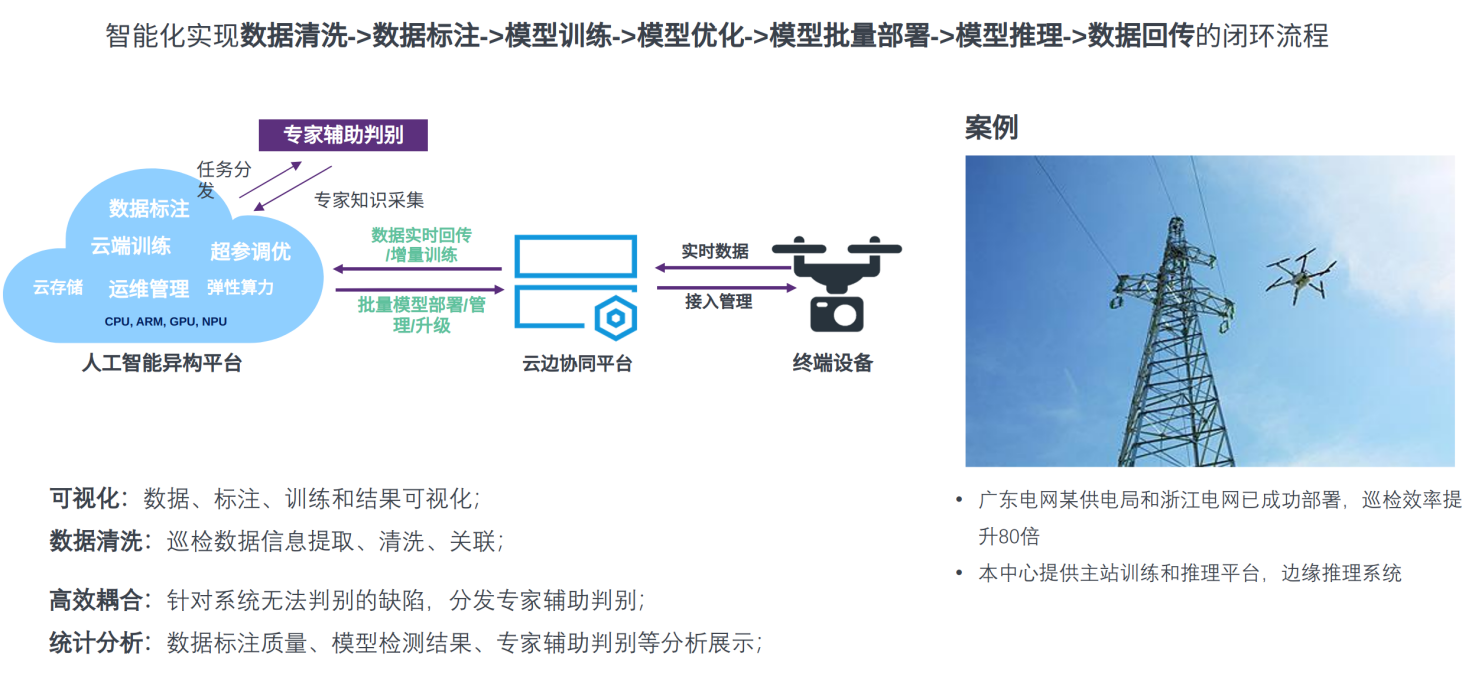 智能化实现数据清洗->数据标注->模型训练->模型优化->模型批量部署->模型推理->数据回传的闭环流程
专家辅助判别
任务分
发
专家知识采集
数据标注
云端训练
超参调优
云存储
运维管理
弹性算力
CPU, ARM, GPU, NPU
人工智能异构平台
数据实时回传
/增量训练
批量模型部署/管
理/升级
云边协同平台
实时数据
接入管理
终端设备
案例
可视化：数据、标注、训练和结果可视化；
数据清洗：巡检数据信息提取、清洗、关联；
高效耦合：针对系统无法判别的缺陷，分发专家辅助判别；
统计分析：数据标注质量、模型检测结果、专家辅助判别等分析展示；
• 广东电网某供电局和浙江电网已成功部署，巡检效率提
升80倍
• 本中心提供主站训练和推理平台，边缘推理系统